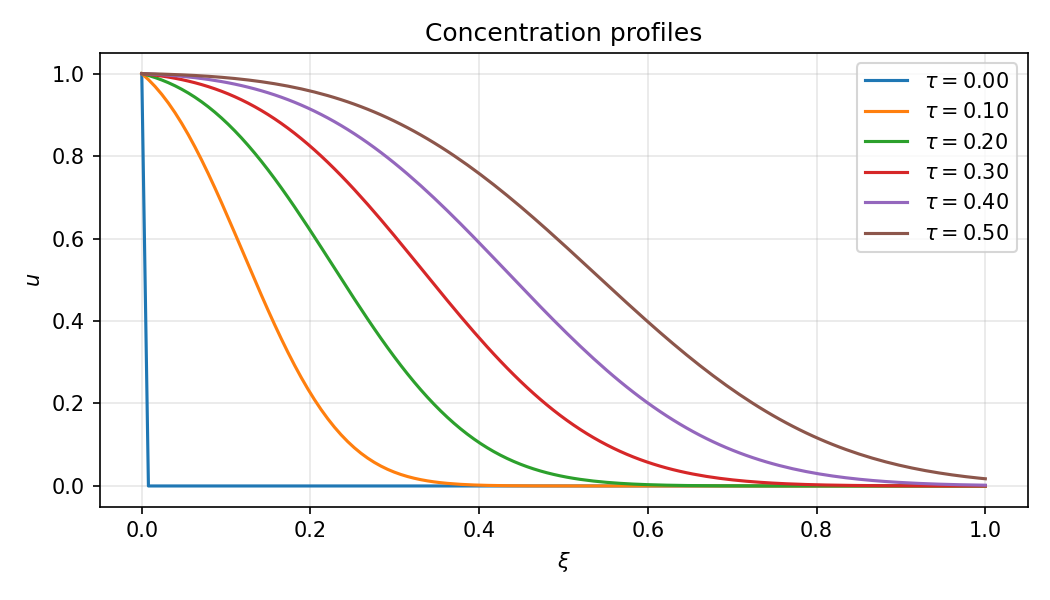 Concentration profiles
1.0
0.8
0.6
0.4
0.2
0.0
u
0.0 0.2 0.4 0.6 0.8 1.0
ξ
τ = 0.00
τ = 0.10
τ = 0.20
τ = 0.30
τ = 0.40
τ = 0.50